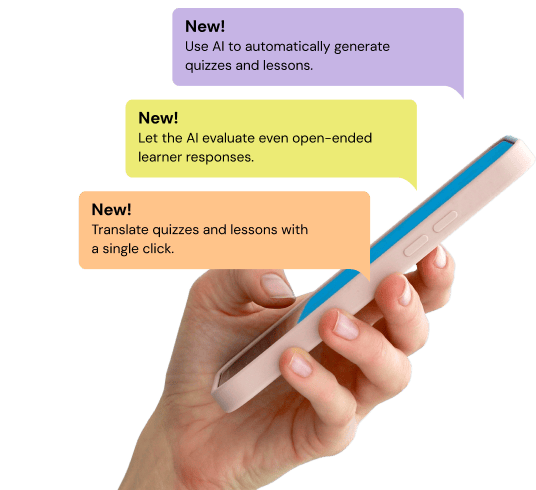 New!
Use AI to automatically generate
quizzes and lessons.
New!
Let the AI evaluate even open-ended
learner responses.
New!
Translate quizzes and lessons with
a single click.